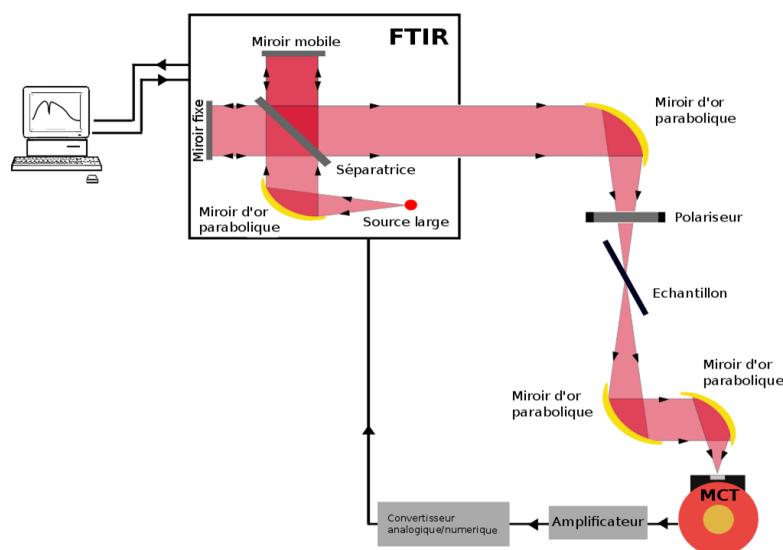 Miroir mobile
FTIR
Miroir fixe
Séparatrice
Miroir d'or
parabolique
Source large
Miroir d'or
parabolique
Polariseur
Echantillon
Miroir d'or
parabolique
Miroir d'or
parabolique
MCT
Convertisseur
analogique/numerique
Amplificateur